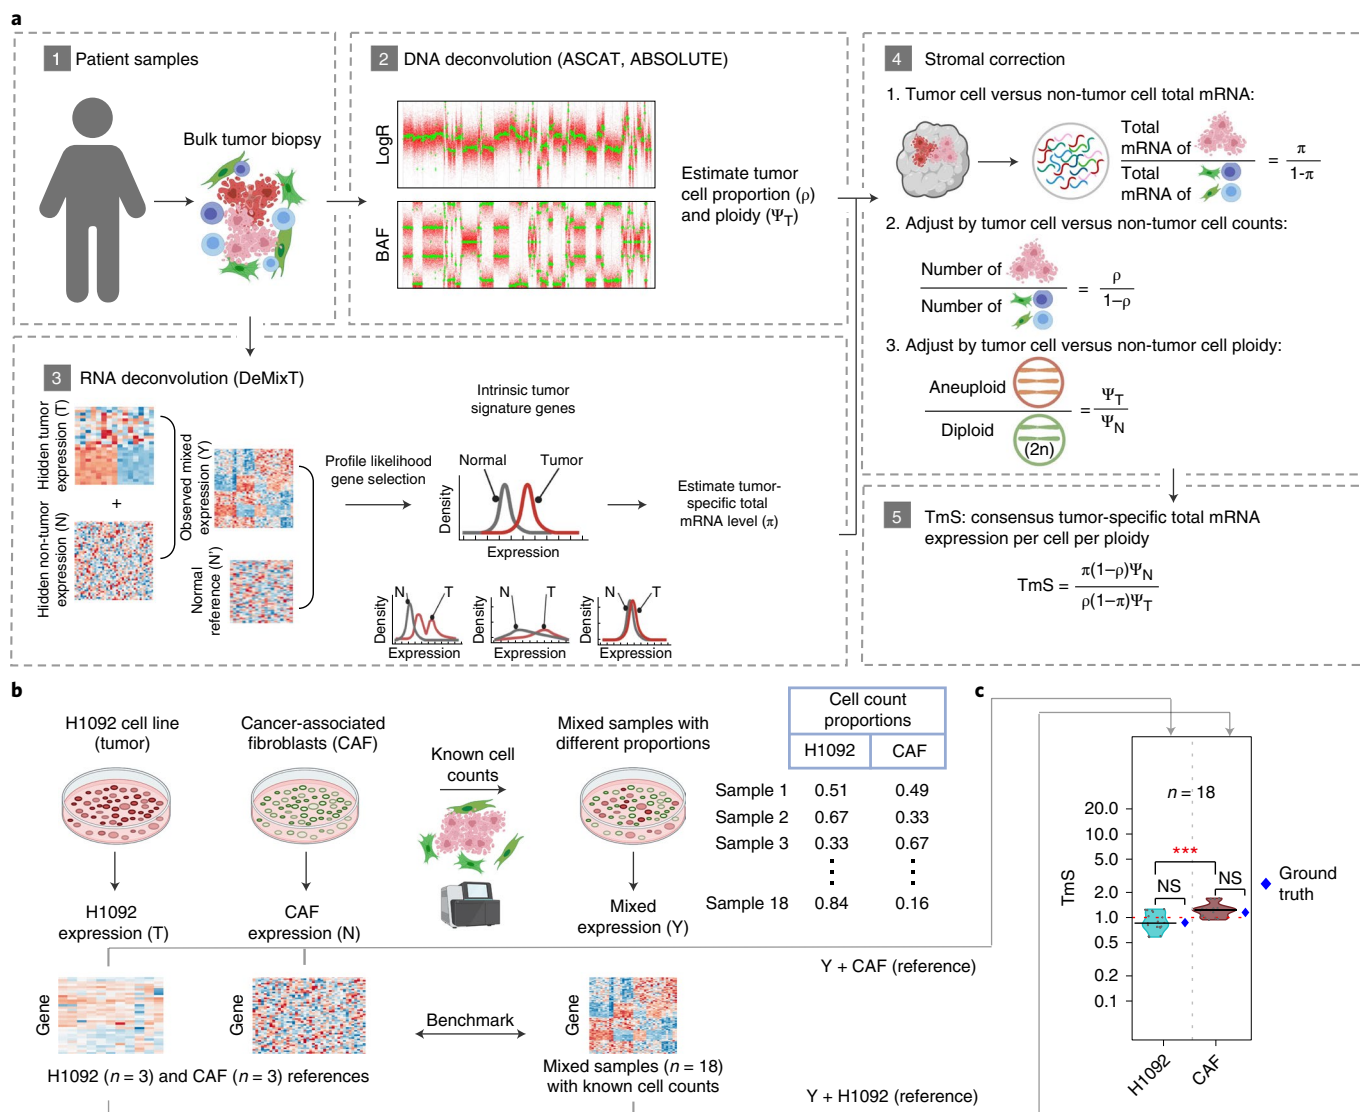 a
1 Patient samples
Bulk tumor biopsy
2 DNA deconvolution (ASCAT, ABSOLUTE)
LogR
BAF
Estimate tumor
cell proportion (ρ)
and ploidy (Ψ_T)
3 RNA deconvolution (DeMixT)
Hidden tumor
expression (T)
+
Hidden non-tumor
expression (N)
Observed mixed
expression (Y)
Normal
reference (N')
Profile likelihood
gene selection
Intrinsic tumor
signature genes
Normal
Tumor
Density
Expression
Estimate tumor-
specific total
mRNA level (π)
N T
Density
Expression
N T
Density
Expression
N T
Density
Expression
4 Stromal correction
1. Tumor cell versus non-tumor cell total mRNA:
Total
mRNA of
Total
mRNA of
= π / 1-π
2. Adjust by tumor cell versus non-tumor cell counts:
Number of
Number of
= ρ / 1−ρ
3. Adjust by tumor cell versus non-tumor cell ploidy:
Aneuploid
Diploid
(2n)
= Ψ_T / Ψ_N
5 TmS: consensus tumor-specific total mRNA
expression per cell per ploidy
TmS = π(1−ρ)Ψ_N / ρ(1−π)Ψ_T
b
H1092 cell line
(tumor)
Cancer-associated
fibroblasts (CAF)
Known cell
counts
Mixed samples with
different proportions
Cell count
proportions
H1092 CAF
Sample 1 0.51 0.49
Sample 2 0.67 0.33
Sample 3 0.33 0.67
Sample 18 0.84 0.16
H1092
expression (T)
CAF
expression (N)
Mixed
expression (Y)
Y + CAF (reference)
Gene
Gene
Benchmark
Gene
H1092 (n = 3) and CAF (n = 3) references
Mixed samples (n = 18)
with known cell counts
Y + H1092 (reference)
c
n = 18
TmS
20.0
10.0
5.0
2.0
1.0
0.5
0.2
0.1
***
NS
NS
Ground
truth
H1092
CAF